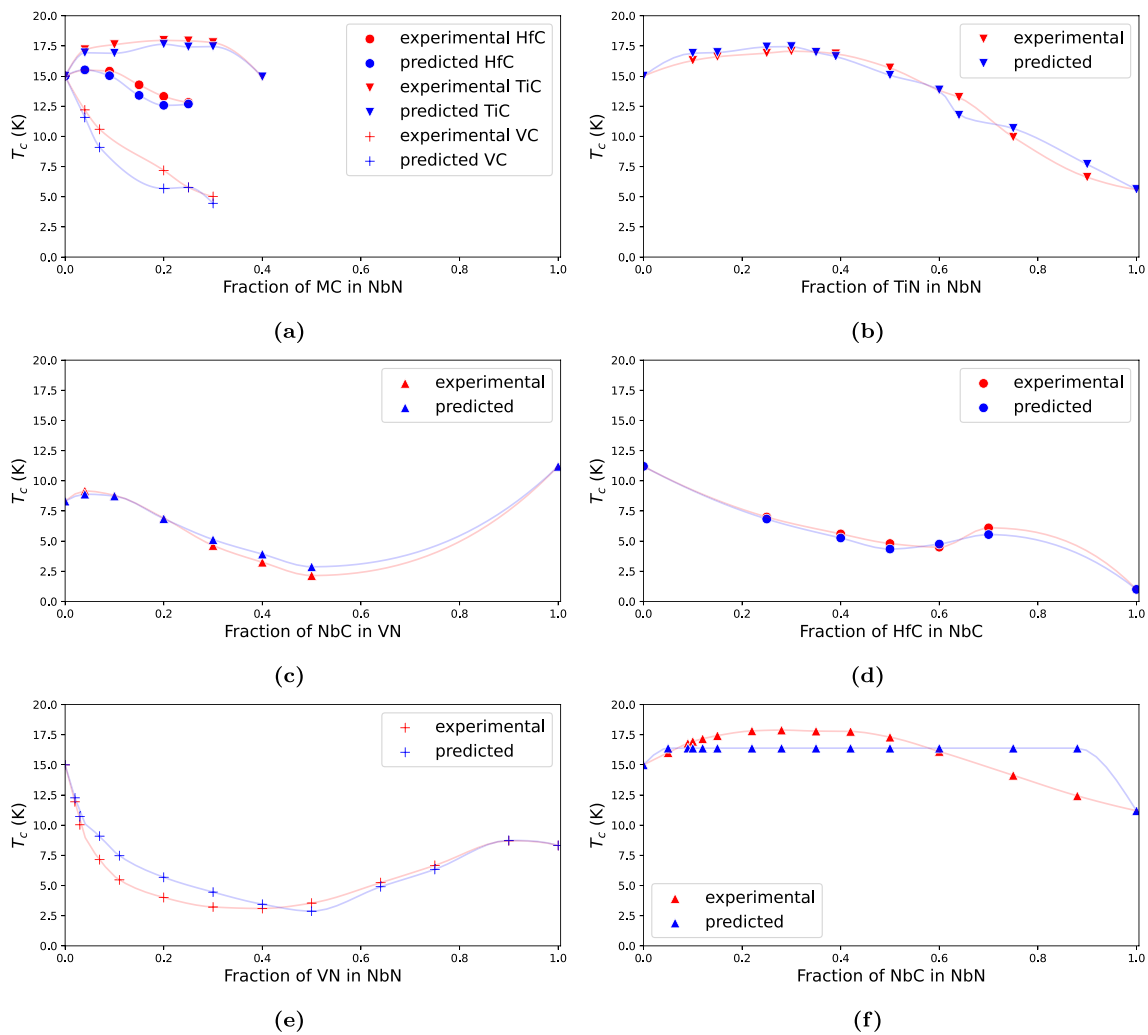 20.0
17.5
15.0
12.5
10.0
7.5
5.0
2.5
0.0
T_c (K)
experimental HfC
predicted HfC
experimental TiC
predicted TiC
experimental VC
predicted VC
0.0 0.2 0.4 0.6 0.8 1.0
Fraction of MC in NbN
(a)
20.0
17.5
15.0
12.5
10.0
7.5
5.0
2.5
0.0
T_c (K)
experimental
predicted
0.0 0.2 0.4 0.6 0.8 1.0
Fraction of TiN in NbN
(b)
20.0
17.5
15.0
12.5
10.0
7.5
5.0
2.5
0.0
T_c (K)
experimental
predicted
0.0 0.2 0.4 0.6 0.8 1.0
Fraction of NbC in VN
(c)
20.0
17.5
15.0
12.5
10.0
7.5
5.0
2.5
0.0
T_c (K)
experimental
predicted
0.0 0.2 0.4 0.6 0.8 1.0
Fraction of HfC in NbC
(d)
20.0
17.5
15.0
12.5
10.0
7.5
5.0
2.5
0.0
T_c (K)
experimental
predicted
0.0 0.2 0.4 0.6 0.8 1.0
Fraction of VN in NbN
(e)
20.0
17.5
15.0
12.5
10.0
7.5
5.0
2.5
0.0
T_c (K)
experimental
predicted
0.0 0.2 0.4 0.6 0.8 1.0
Fraction of NbC in NbN
(f)